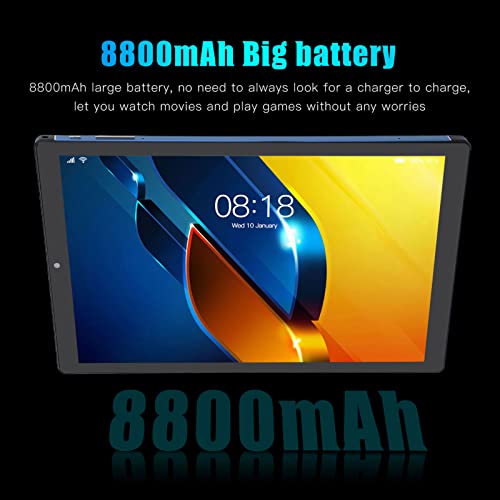 8800mAh Big battery
8800mAh large battery, no need to always look for a charger to charge,
let you watch movies and play games without any worries
08:18
Wed 10 January
8800mAh